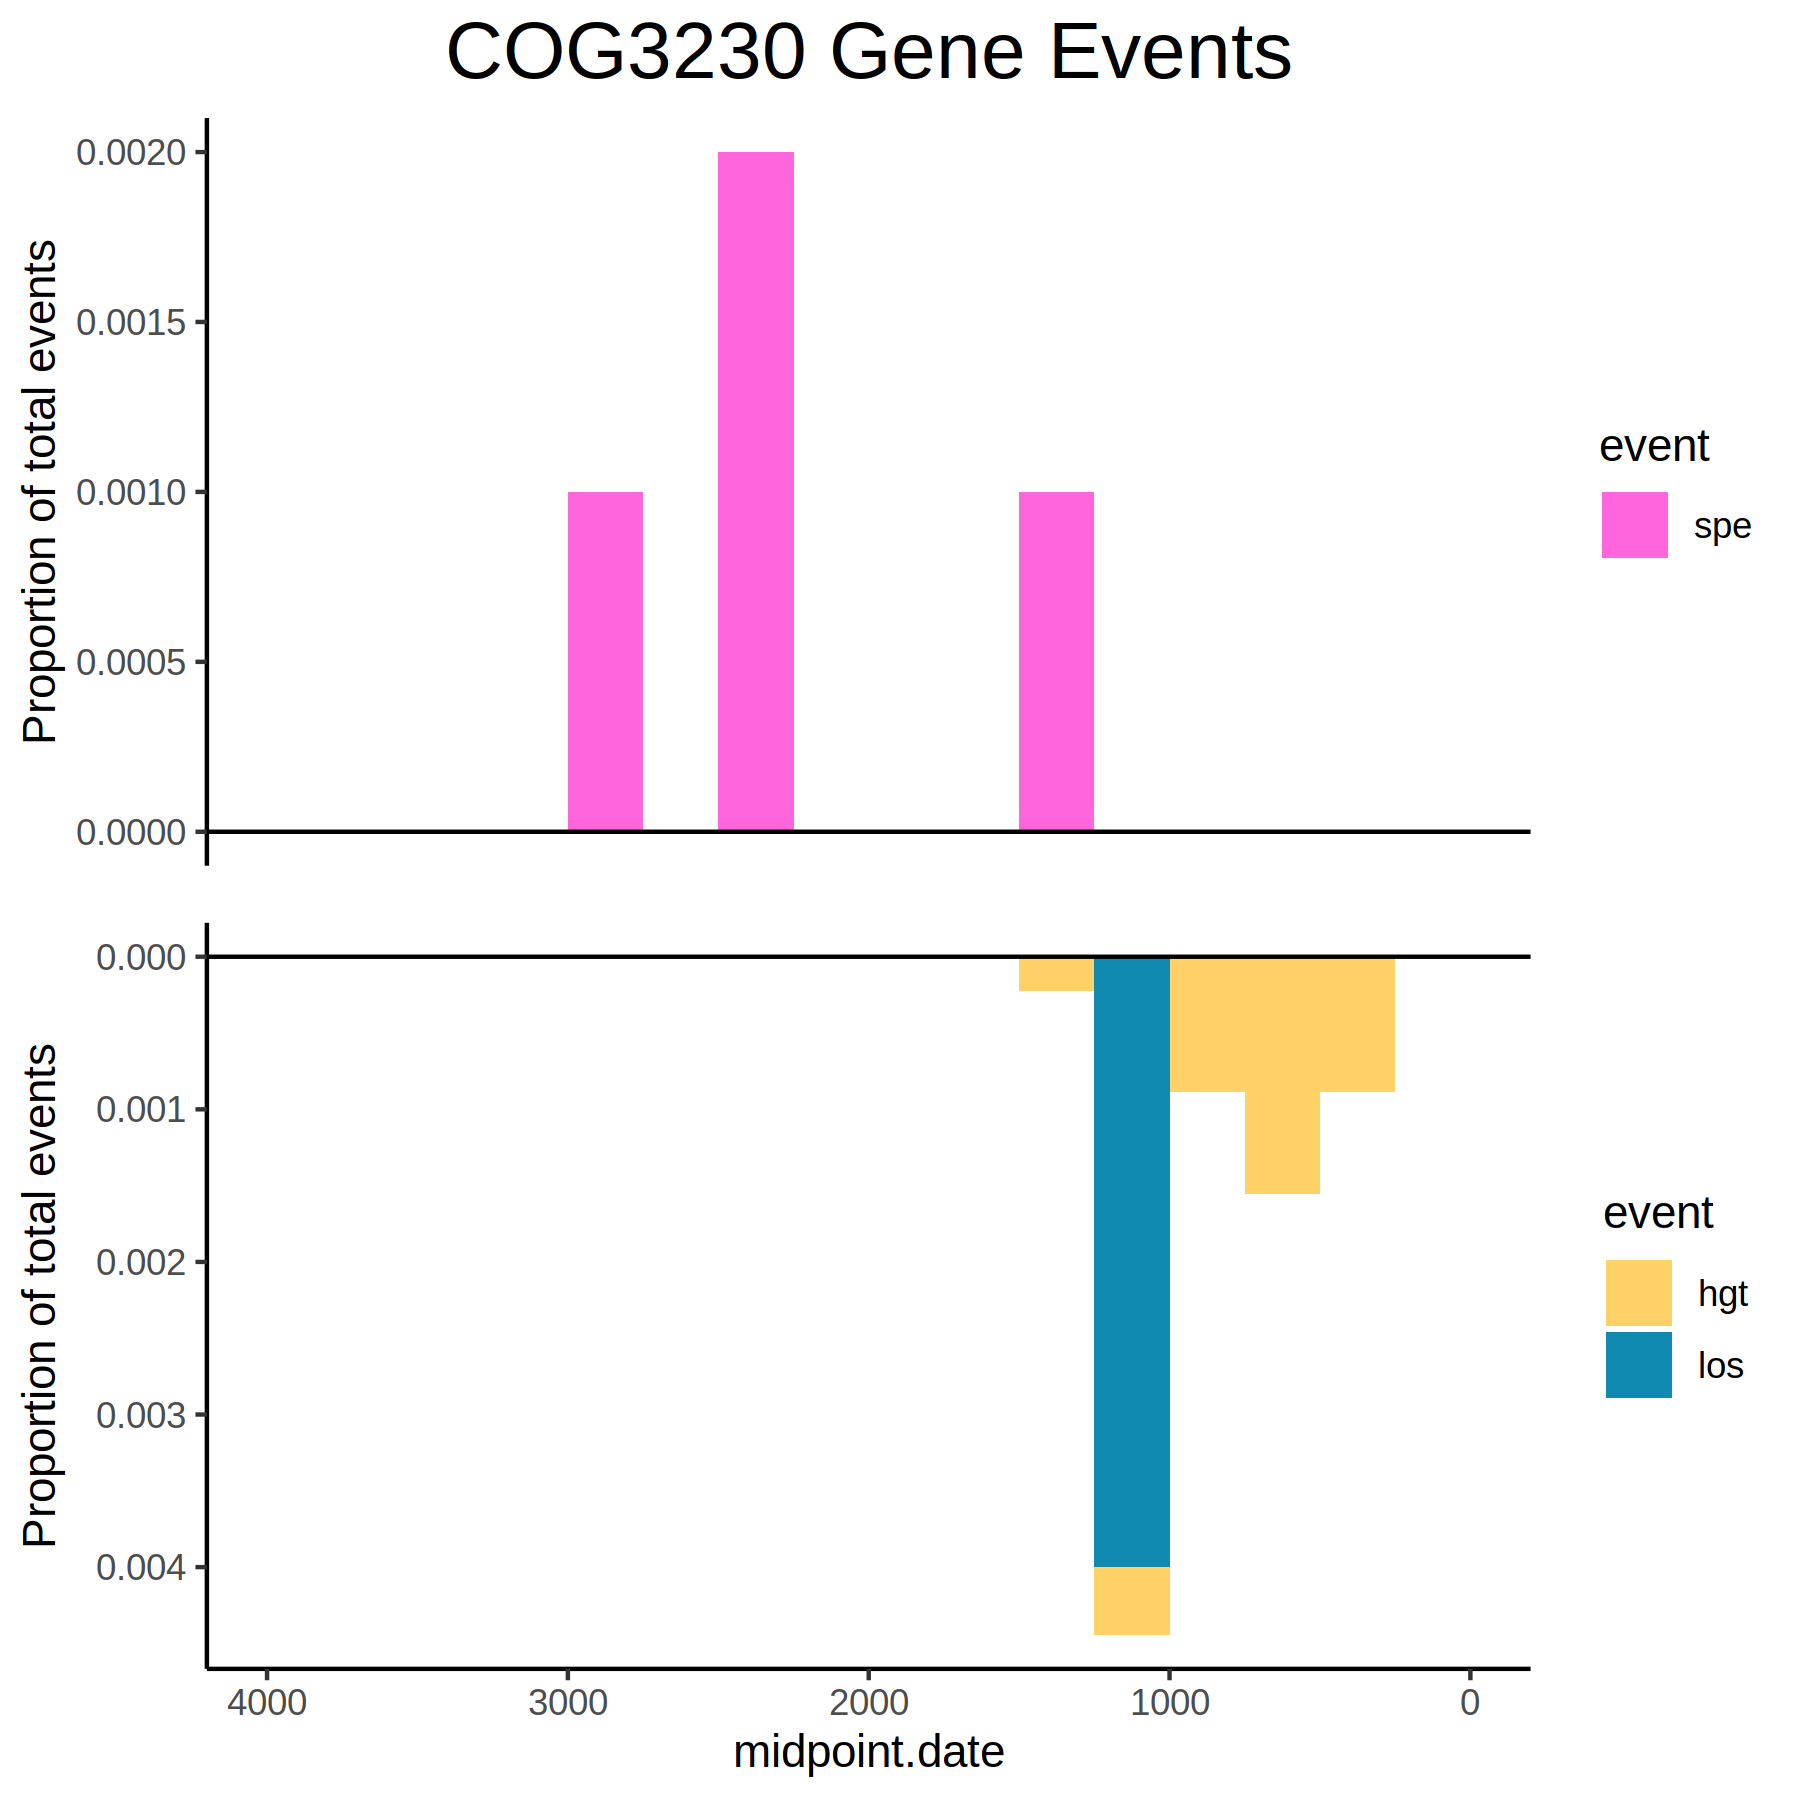 COG3230 Gene Events
Proportion of total events
0.0020
0.0015
0.0010
0.0005
0.0000
event
spe
Proportion of total events
0.000
0.001
0.002
0.003
0.004
event
hgt
los
4000 3000 2000 1000 0
midpoint.date